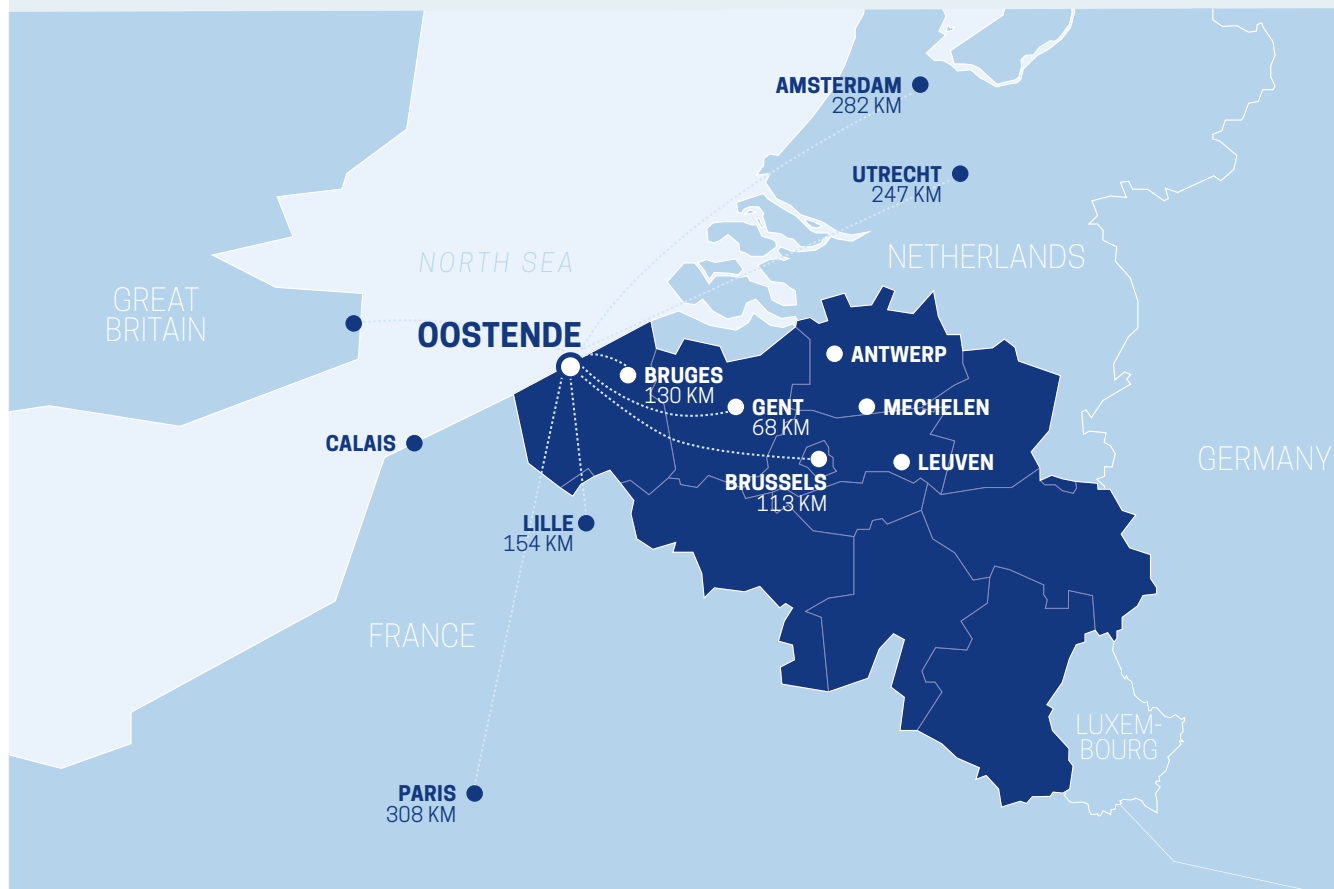 AMSTERDAM
282 KM
UTRECHT
247 KM
NORTH SEA
NETHERLANDS
GREAT
BRITAIN
OOSTENDE
ANTWERP
BRUGES
130 KM
GENT
68 KM
MECHELEN
CALAIS
GERMANY
LEUVEN
BRUSSELS
113 KM
LILLE
154 KM
FRANCE
LUXEM-
BOURG
PARIS
308 KM